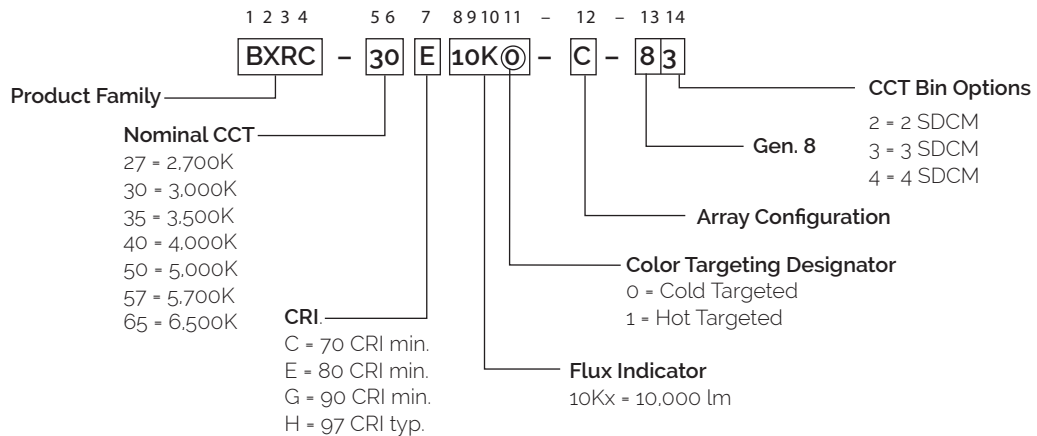 1 2 3 4 5 6 7 8 9 10 11 – 12 – 13 14
BXRC – 30 E 10K0 – C – 8 3
Product Family
Nominal CCT
27 = 2,700K
30 = 3,000K
35 = 3,500K
40 = 4,000K
50 = 5,000K
57 = 5,700K
65 = 6,500K
CRI.
C = 70 CRI min.
E = 80 CRI min.
G = 90 CRI min.
H = 97 CRI typ.
Flux Indicator
10Kx = 10,000 lm
Color Targeting Designator
0 = Cold Targeted
1 = Hot Targeted
Array Configuration
Gen. 8
CCT Bin Options
2 = 2 SDCM
3 = 3 SDCM
4 = 4 SDCM